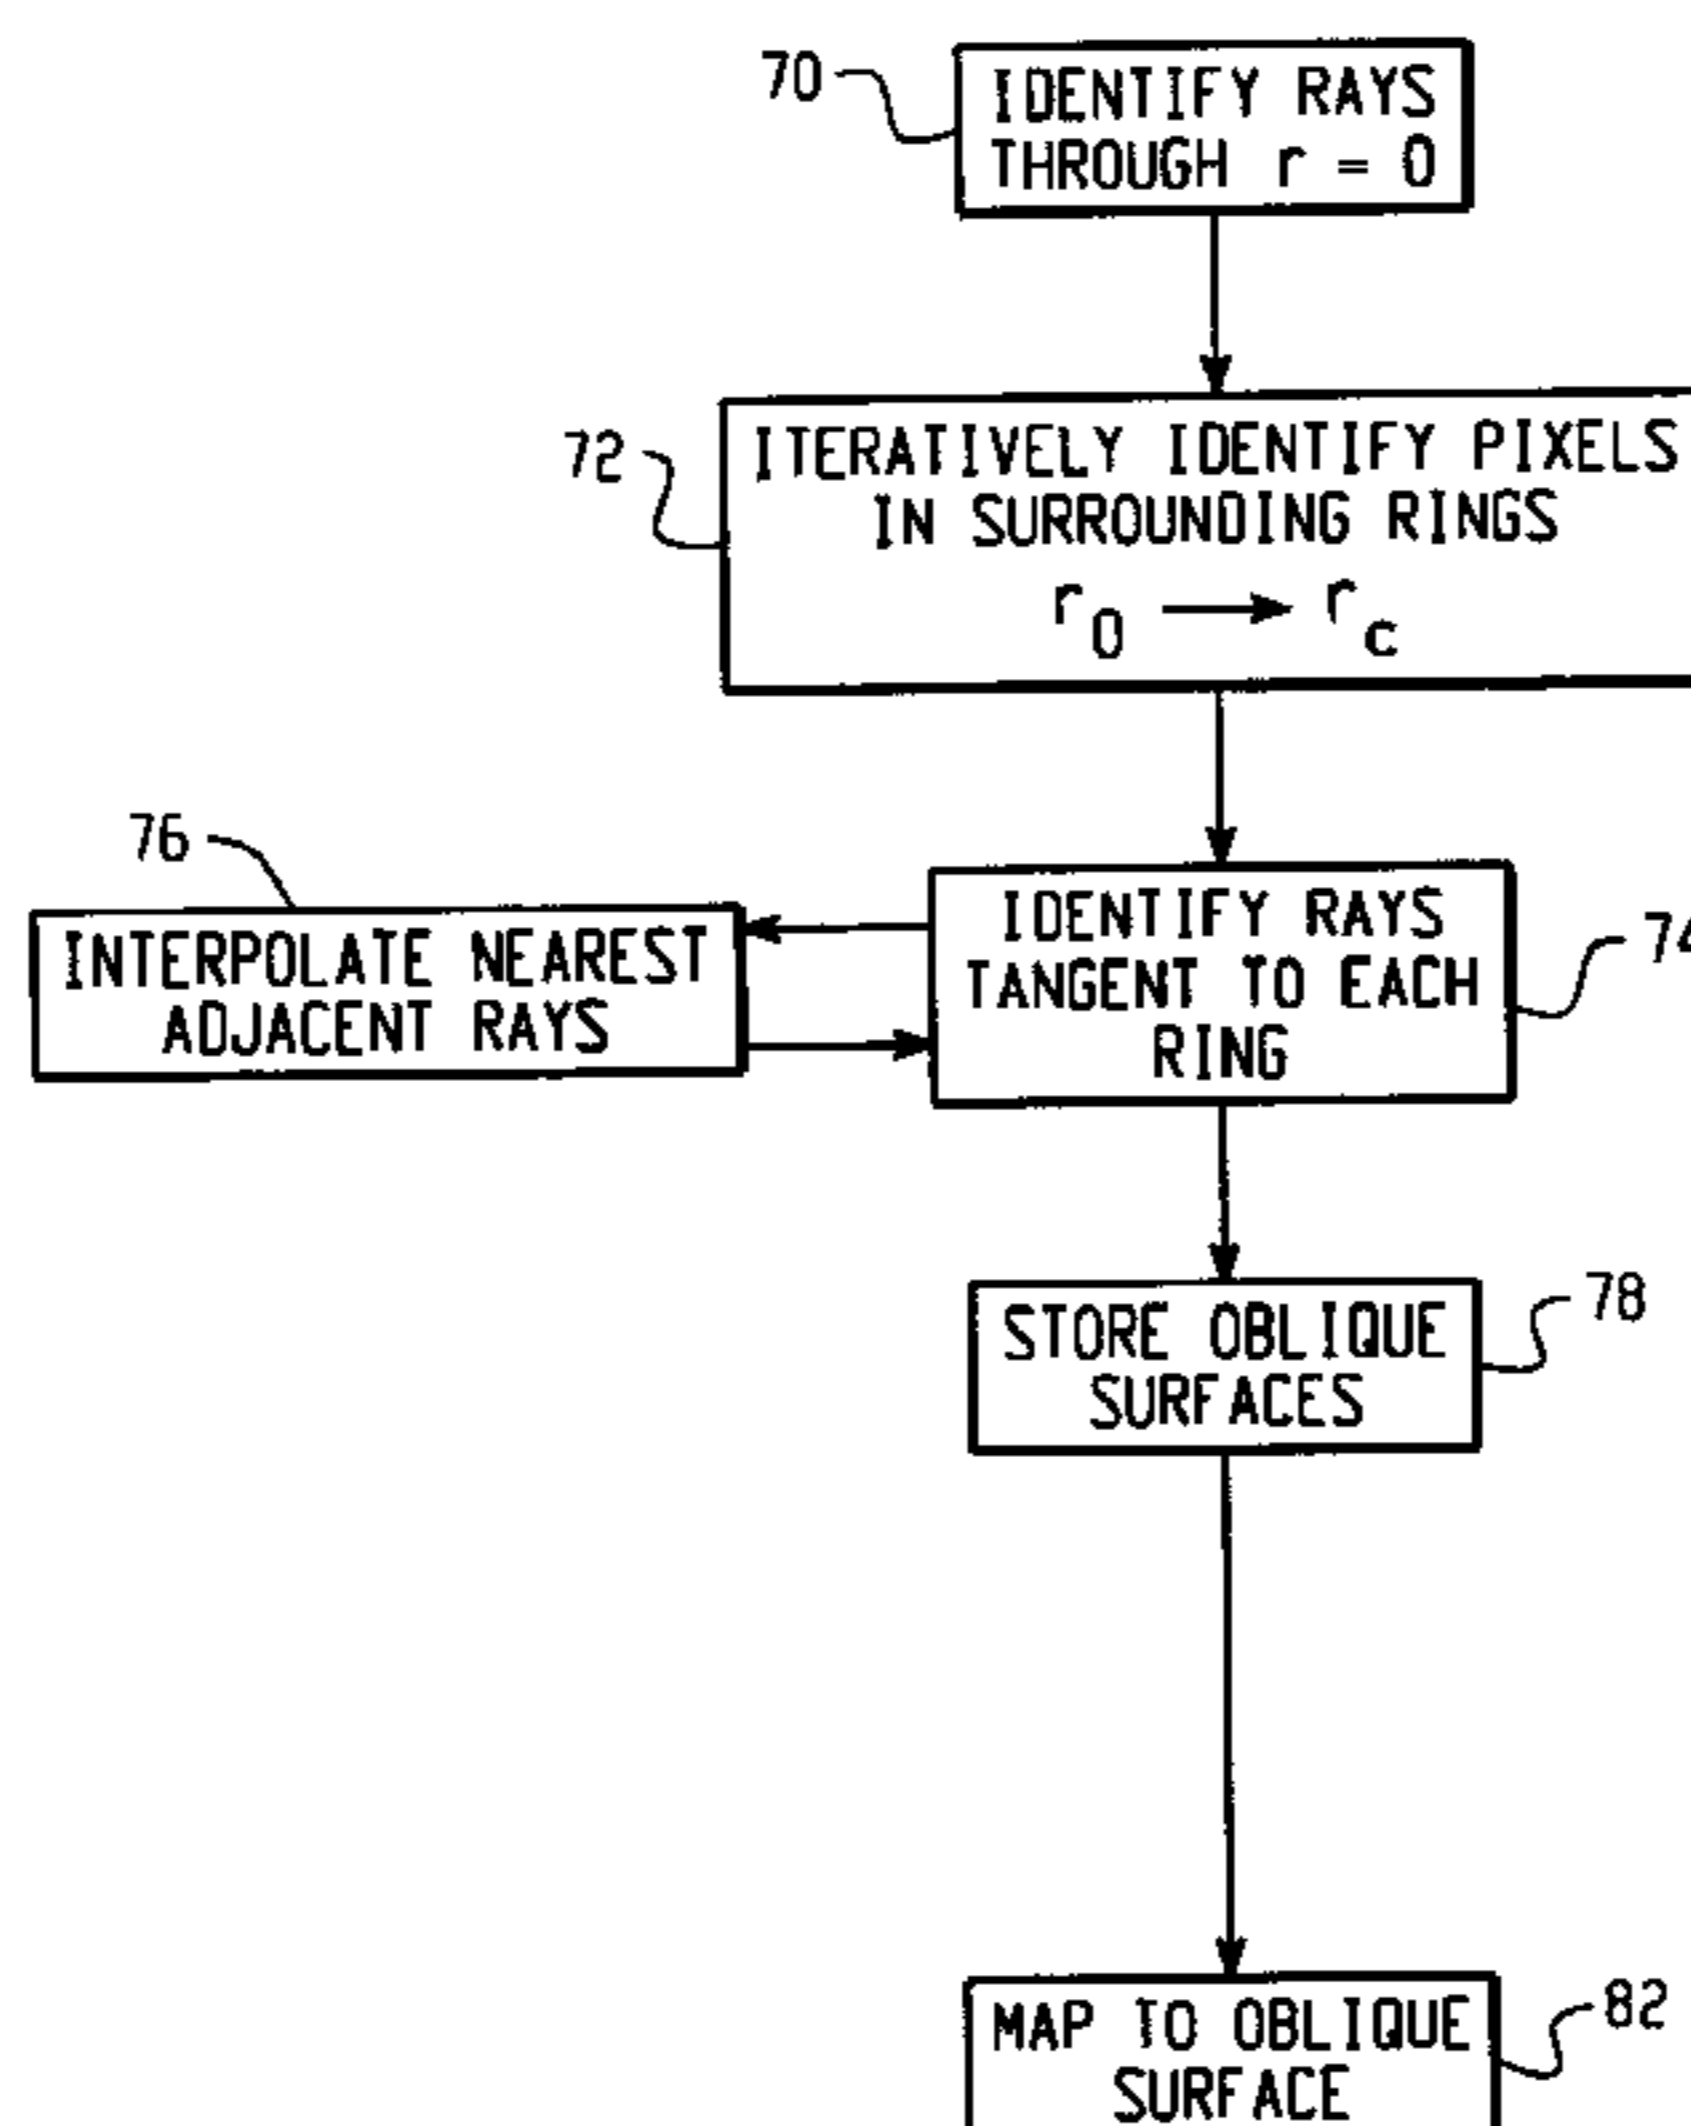 70
IDENTIFY RAYS
THROUGH r = 0
72
ITERATIVELY IDENTIFY PIXELS
IN SURROUNDING RINGS
r0 → rc
76
INTERPOLATE NEAREST
ADJACENT RAYS
IDENTIFY RAYS
TANGENT TO EACH
RING
74
STORE OBLIQUE
SURFACES
78
MAP TO OBLIQUE
SURFACE
82